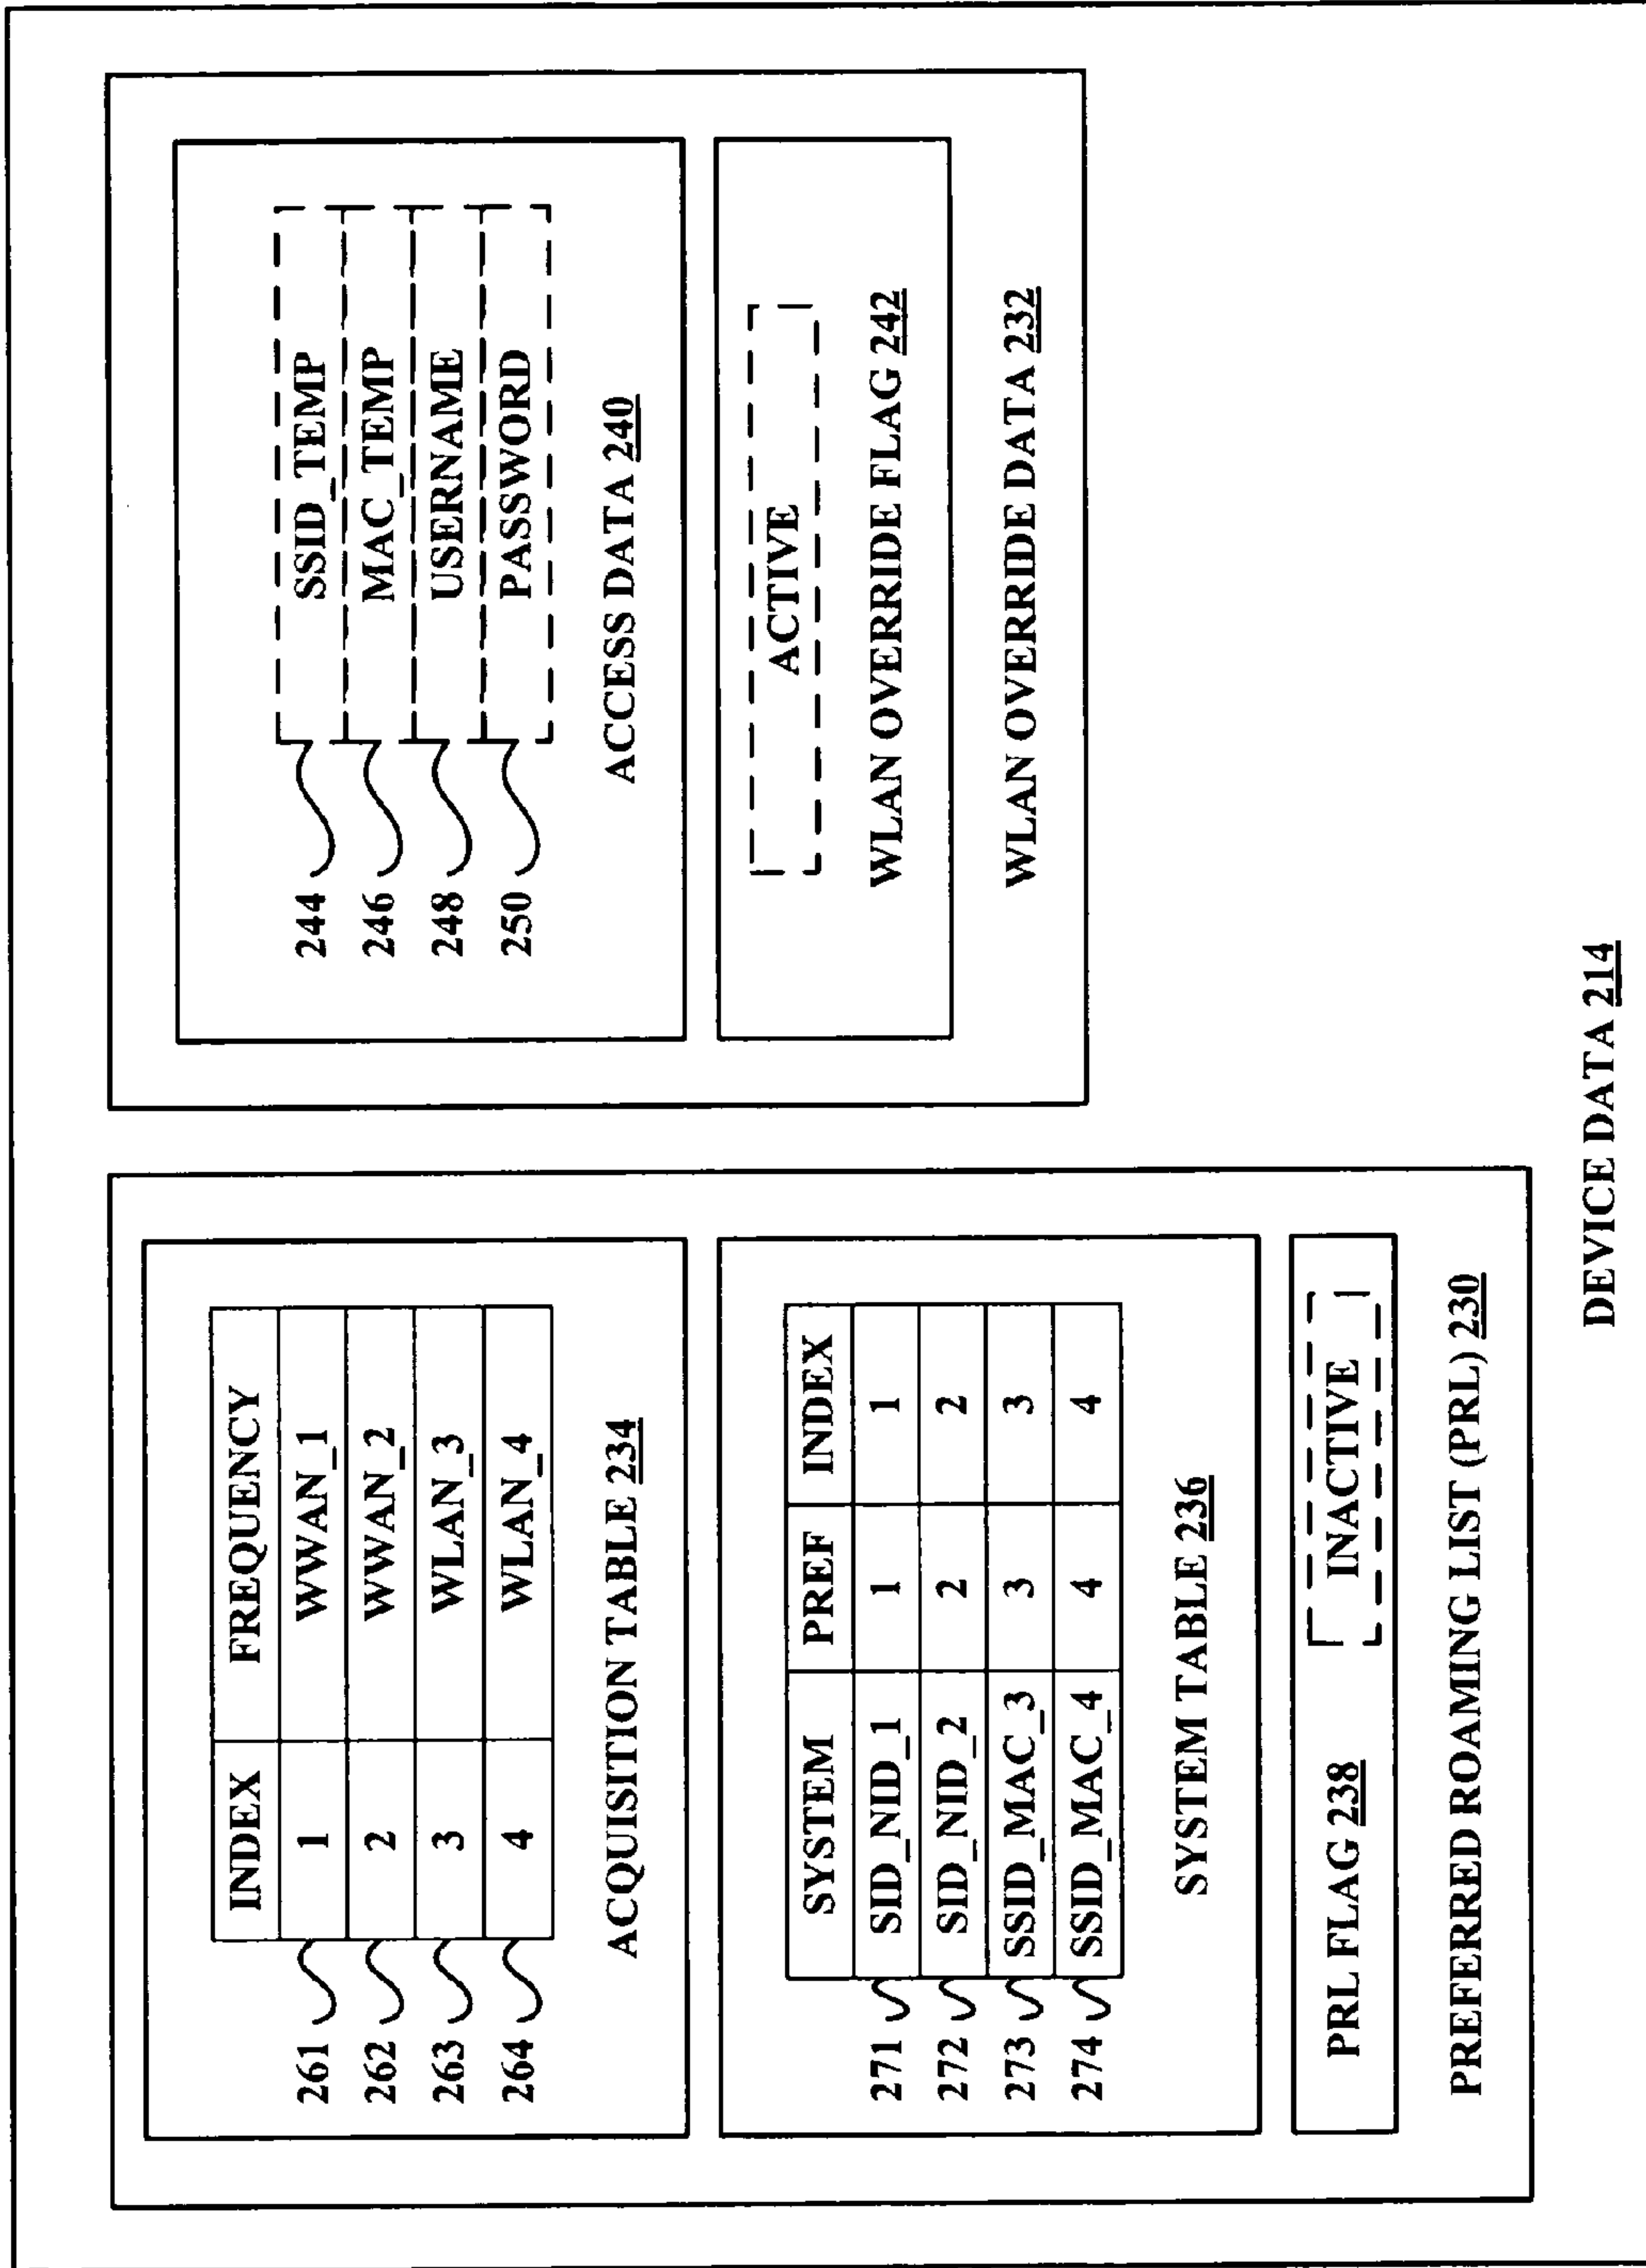 INDEX FREQUENCY
261 1 WWAN_1
262 2 WWAN_2
263 3 WLAN_3
264 4 WLAN_4
ACQUISITION TABLE 234
SYSTEM PREF INDEX
271 SID_NID_1 1 1
272 SID_NID_2 2 2
273 SSID_MAC_3 3 3
274 SSID_MAC_4 4 4
SYSTEM TABLE 236
PRL FLAG 238 INACTIVE
PREFERRED ROAMING LIST (PRL) 230
244 SSID_TEMP
246 MAC_TEMP
248 USERNAME
250 PASSWORD
ACCESS DATA 240
ACTIVE
WLAN OVERRIDE FLAG 242
WLAN OVERRIDE DATA 232
DEVICE DATA 214